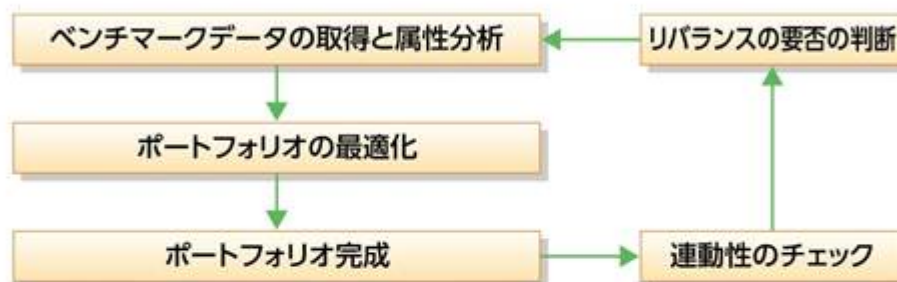 ベンチマークデータの取得と属性分析
リバランスの要否の判断
ポートフォリオの最適化
ポートフォリオ完成
連動性のチェック